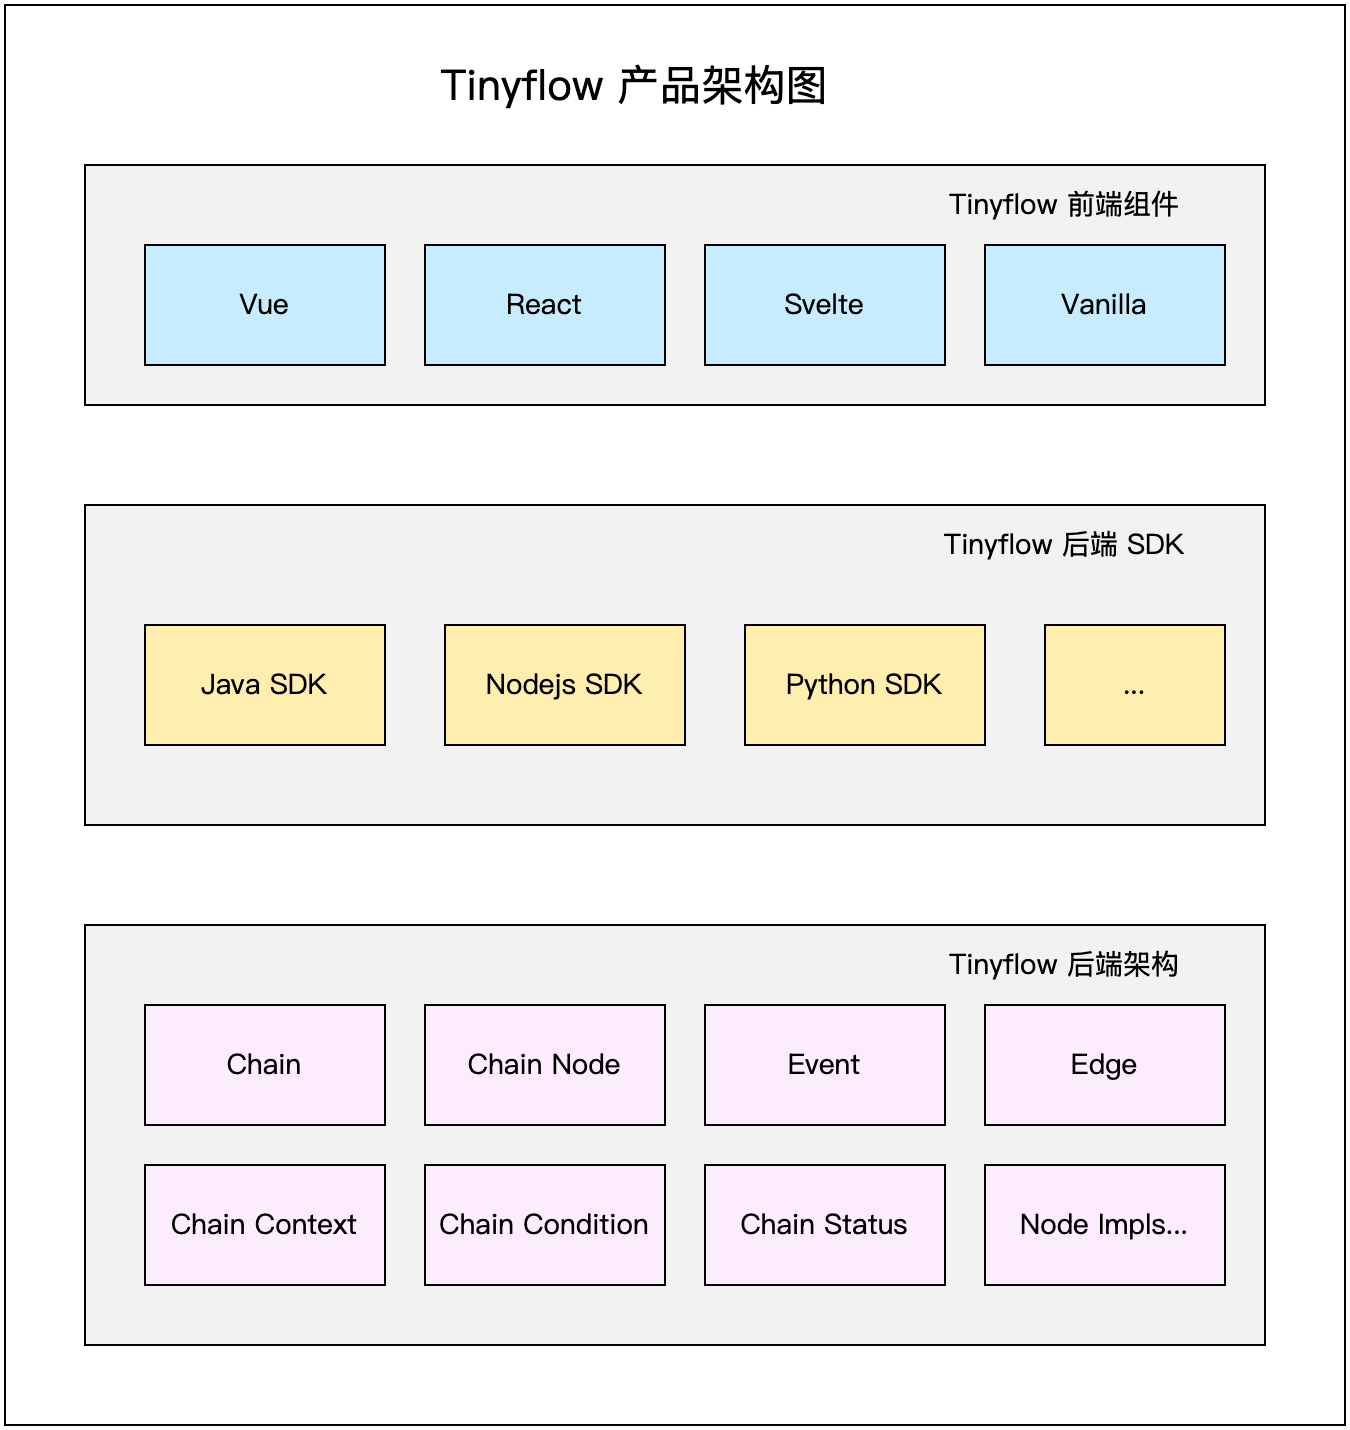 Tinyflow 产品架构图
Tinyflow 前端组件
Vue
React
Svelte
Vanilla
Tinyflow 后端 SDK
Java SDK
Nodejs SDK
Python SDK
...
Tinyflow 后端架构
Chain
Chain Node
Event
Edge
Chain Context
Chain Condition
Chain Status
Node Impls...